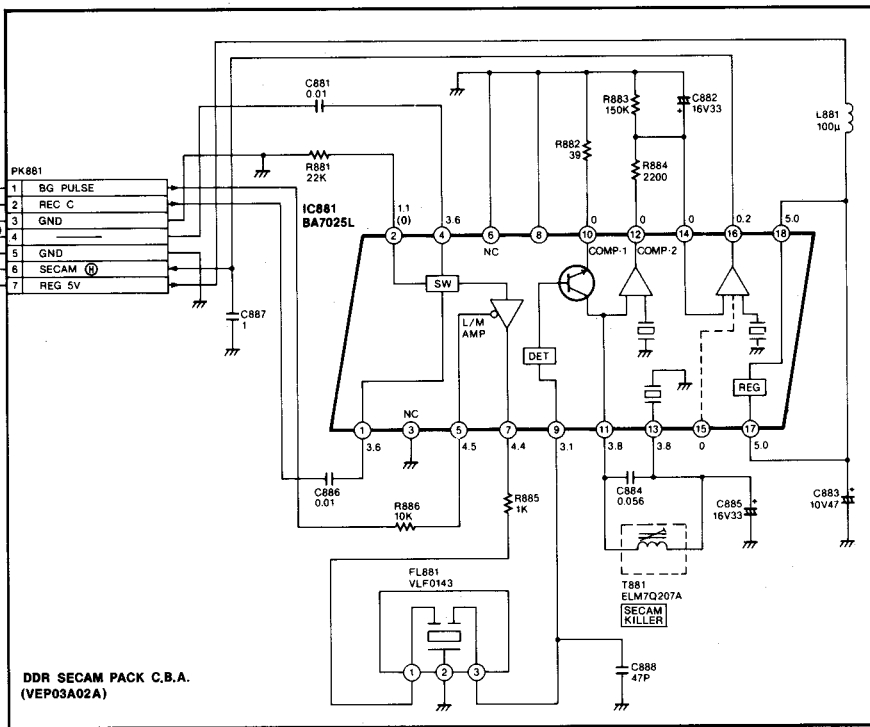 C881
0.01
R883
150K
C882
16V33
L881
100μ
R882
39
R884
2200
R881
22K
PK881
1 BG PULSE
2 REC C
3 GND
4
5 GND
6 SECAM H
7 REG 5V
IC881
BA7025L
1.1
(0)
3.6
0
0
0
0.2
5.0
2
4
6
8
10
12
14
16
18
NC
COMP-1
COMP-2
SW
L/M
AMP
DET
REG
C887
1
NC
1
3
5
7
9
11
13
15
17
3.6
4.5
4.4
3.1
3.8
3.8
0
5.0
C886
0.01
R886
10K
R885
1K
C884
0.056
C885
16V33
C883
10V47
T881
ELM7Q207A
SECAM
KILLER
FL881
VLF0143
1
2
3
C888
47P
DDR SECAM PACK C.B.A.
(VEP03A02A)